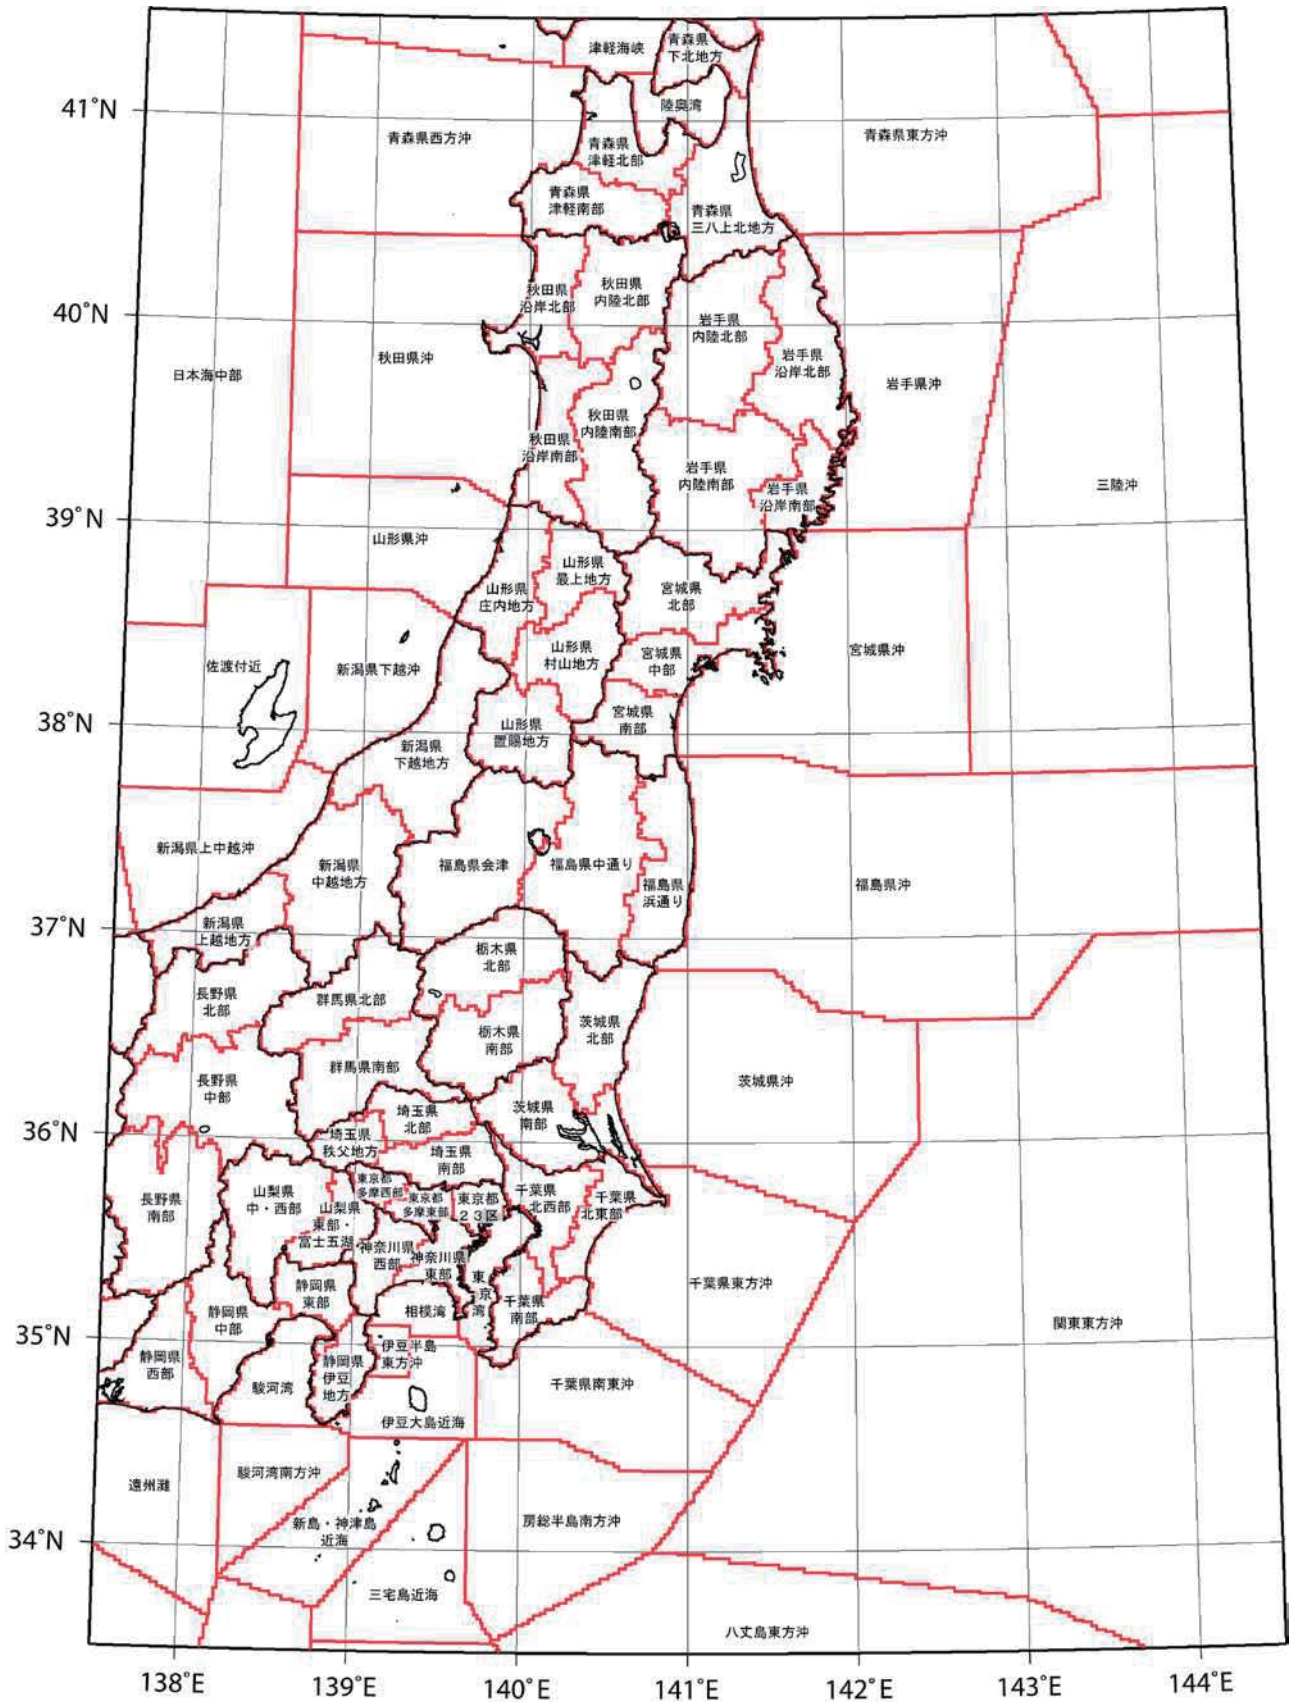 津軽海峡
青森県
下北地方
陸奥湾
41°N
青森県西方沖
青森県東方沖
青森県
津軽北部
青森県
津軽南部
青森県
三八上北地方
秋田県
沿岸北部
秋田県
内陸北部
40°N
岩手県
内陸北部
日本海中部
秋田県沖
岩手県
沿岸北部
岩手県沖
秋田県
内陸南部
秋田県
沿岸南部
岩手県
内陸南部
岩手県
沿岸南部
三陸沖
39°N
山形県沖
山形県
最上地方
山形県
庄内地方
宮城県
北部
佐渡付近
新潟県下越沖
山形県
村山地方
宮城県
中部
宮城県沖
38°N
新潟県
下越地方
山形県
置賜地方
宮城県
南部
新潟県上中越沖
新潟県
中越地方
福島県会津
福島県中通り
福島県
浜通り
福島県沖
37°N
新潟県
上越地方
栃木県
北部
長野県
北部
群馬県北部
栃木県
南部
茨城県
北部
長野県
中部
群馬県南部
茨城県沖
埼玉県
北部
茨城県
南部
36°N
埼玉県
秩父地方
埼玉県
南部
長野県
南部
山梨県
中・西部
山梨県
東部・
富士五湖
東京都
多摩西部
東京都
多摩東部
東京都
２３区
千葉県
北西部
千葉県
北東部
神奈川県
西部
神奈川県
東部
静岡県
東部
静岡県
中部
相模湾
東
京
湾
千葉県
南部
千葉県東方沖
関東東方沖
35°N
静岡県
西部
駿河湾
静岡県
伊豆
地方
伊豆半島
東方沖
伊豆大島近海
千葉県南東沖
遠州灘
駿河湾南方沖
新島・神津島
近海
房総半島南方沖
34°N
三宅島近海
八丈島東方沖
138°E
139°E
140°E
141°E
142°E
143°E
144°E